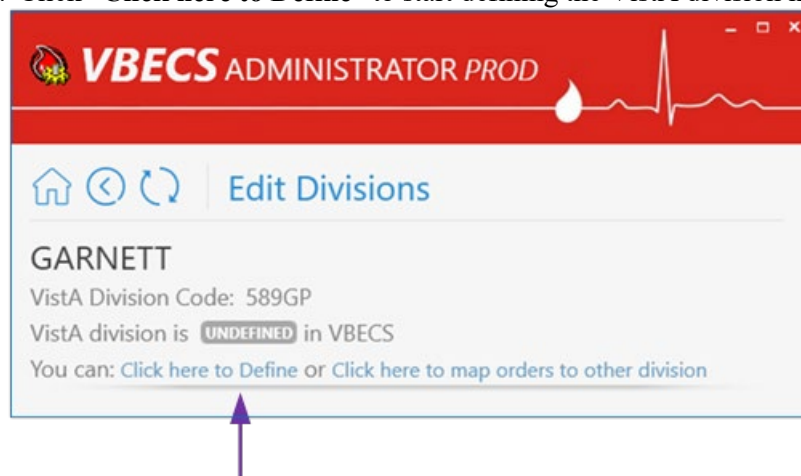 VBECS ADMINISTRATOR PROD
Edit Divisions
GARNETT
VistA Division Code: 589GP
VistA division is UNDEFINED in VBECS
You can: Click here to Define or Click here to map orders to other division